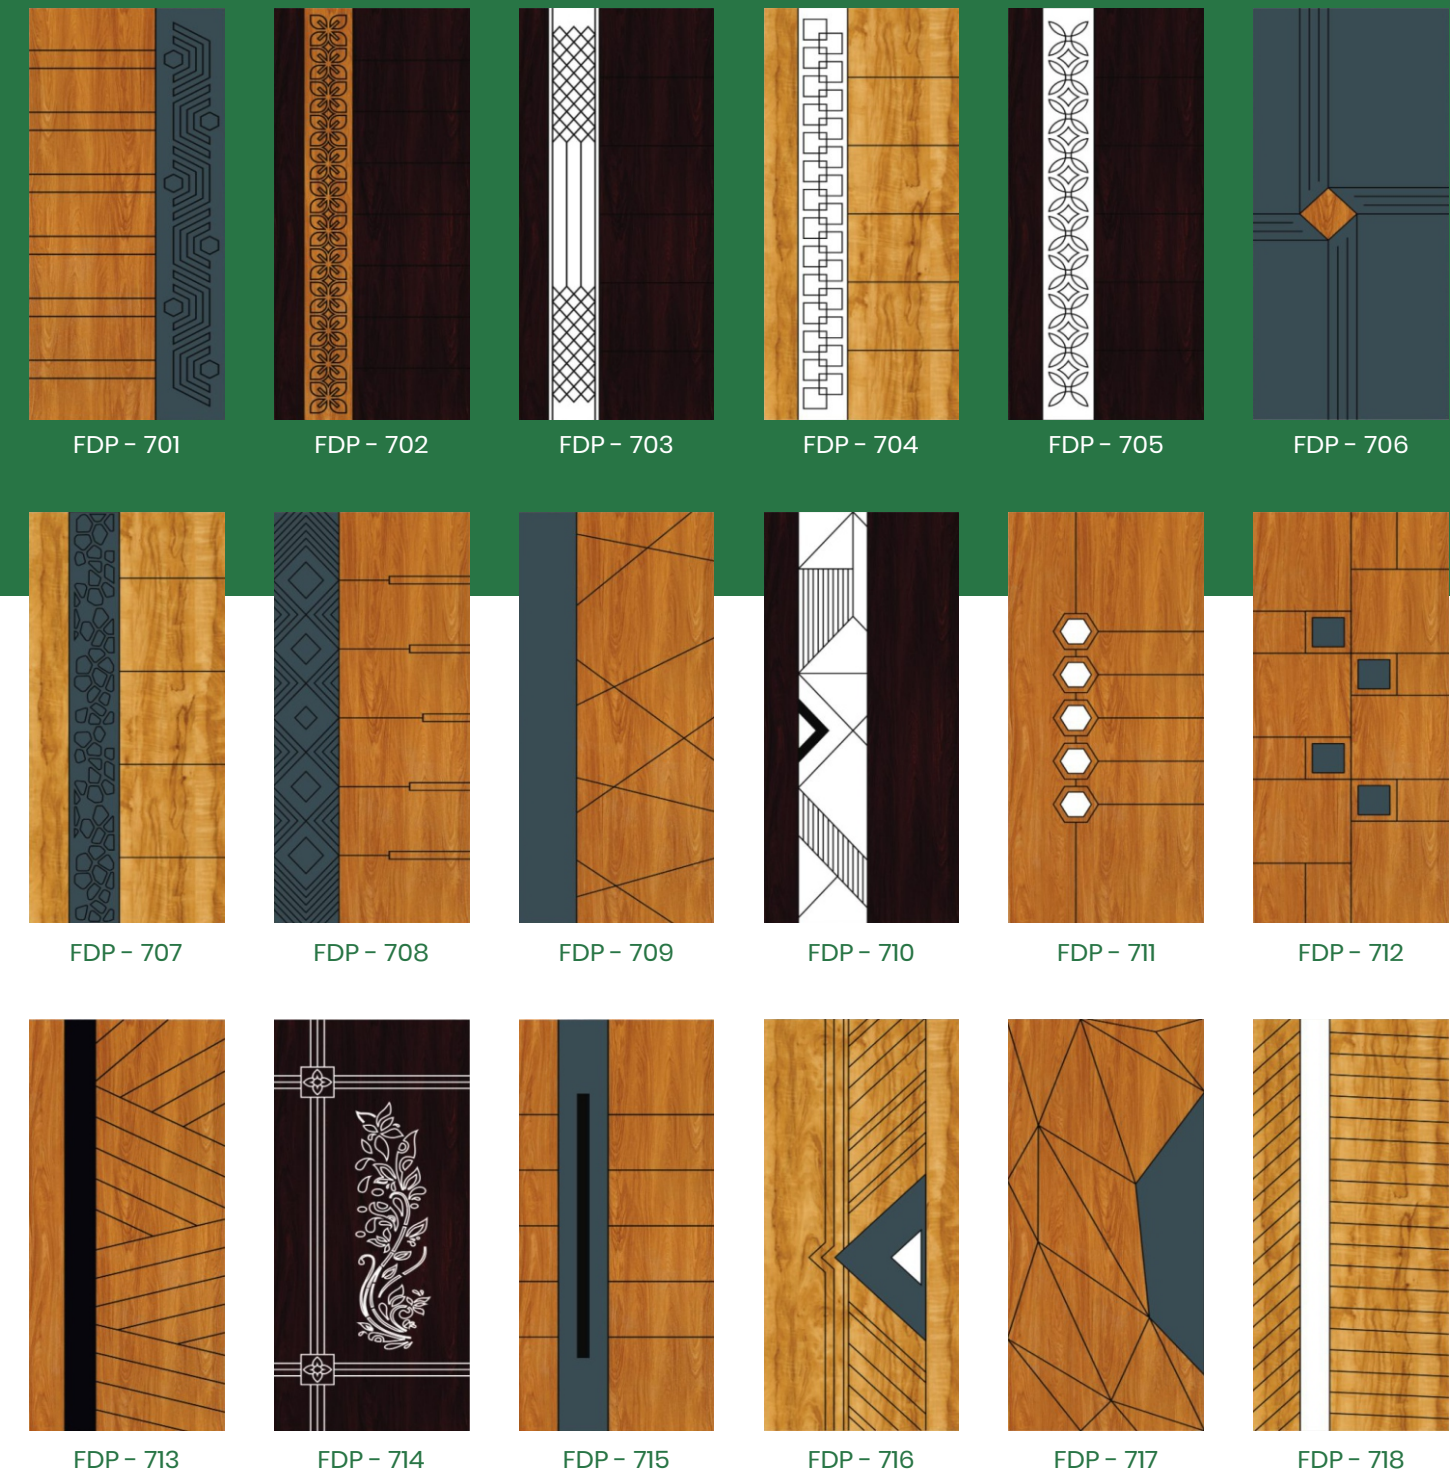 FDP - 701
FDP - 702
FDP - 703
FDP - 704
FDP - 705
FDP - 706
FDP - 707
FDP - 708
FDP - 709
FDP - 710
FDP - 711
FDP - 712
FDP - 713
FDP - 714
FDP - 715
FDP - 716
FDP - 717
FDP - 718